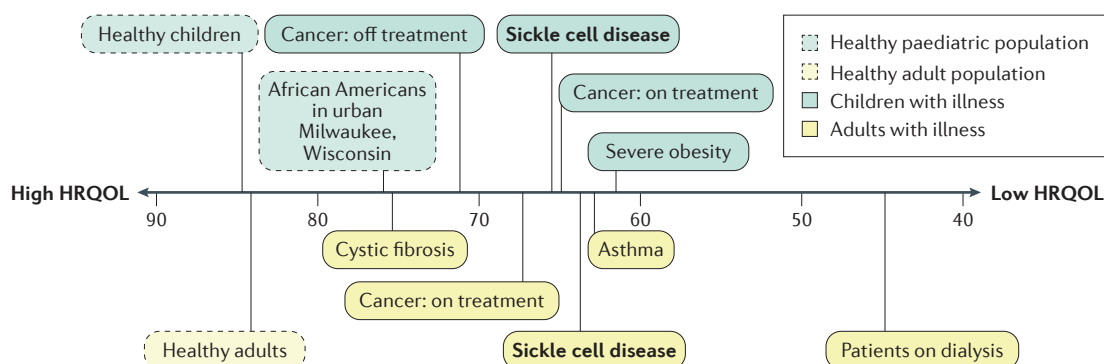 Healthy children
Cancer: off treatment
Sickle cell disease
African Americans
in urban
Milwaukee,
Wisconsin
Cancer: on treatment
Severe obesity
Healthy paediatric population
Healthy adult population
Children with illness
Adults with illness
High HRQOL
Low HRQOL
90 80 70 60 50 40
Cystic fibrosis
Asthma
Cancer: on treatment
Healthy adults
Sickle cell disease
Patients on dialysis